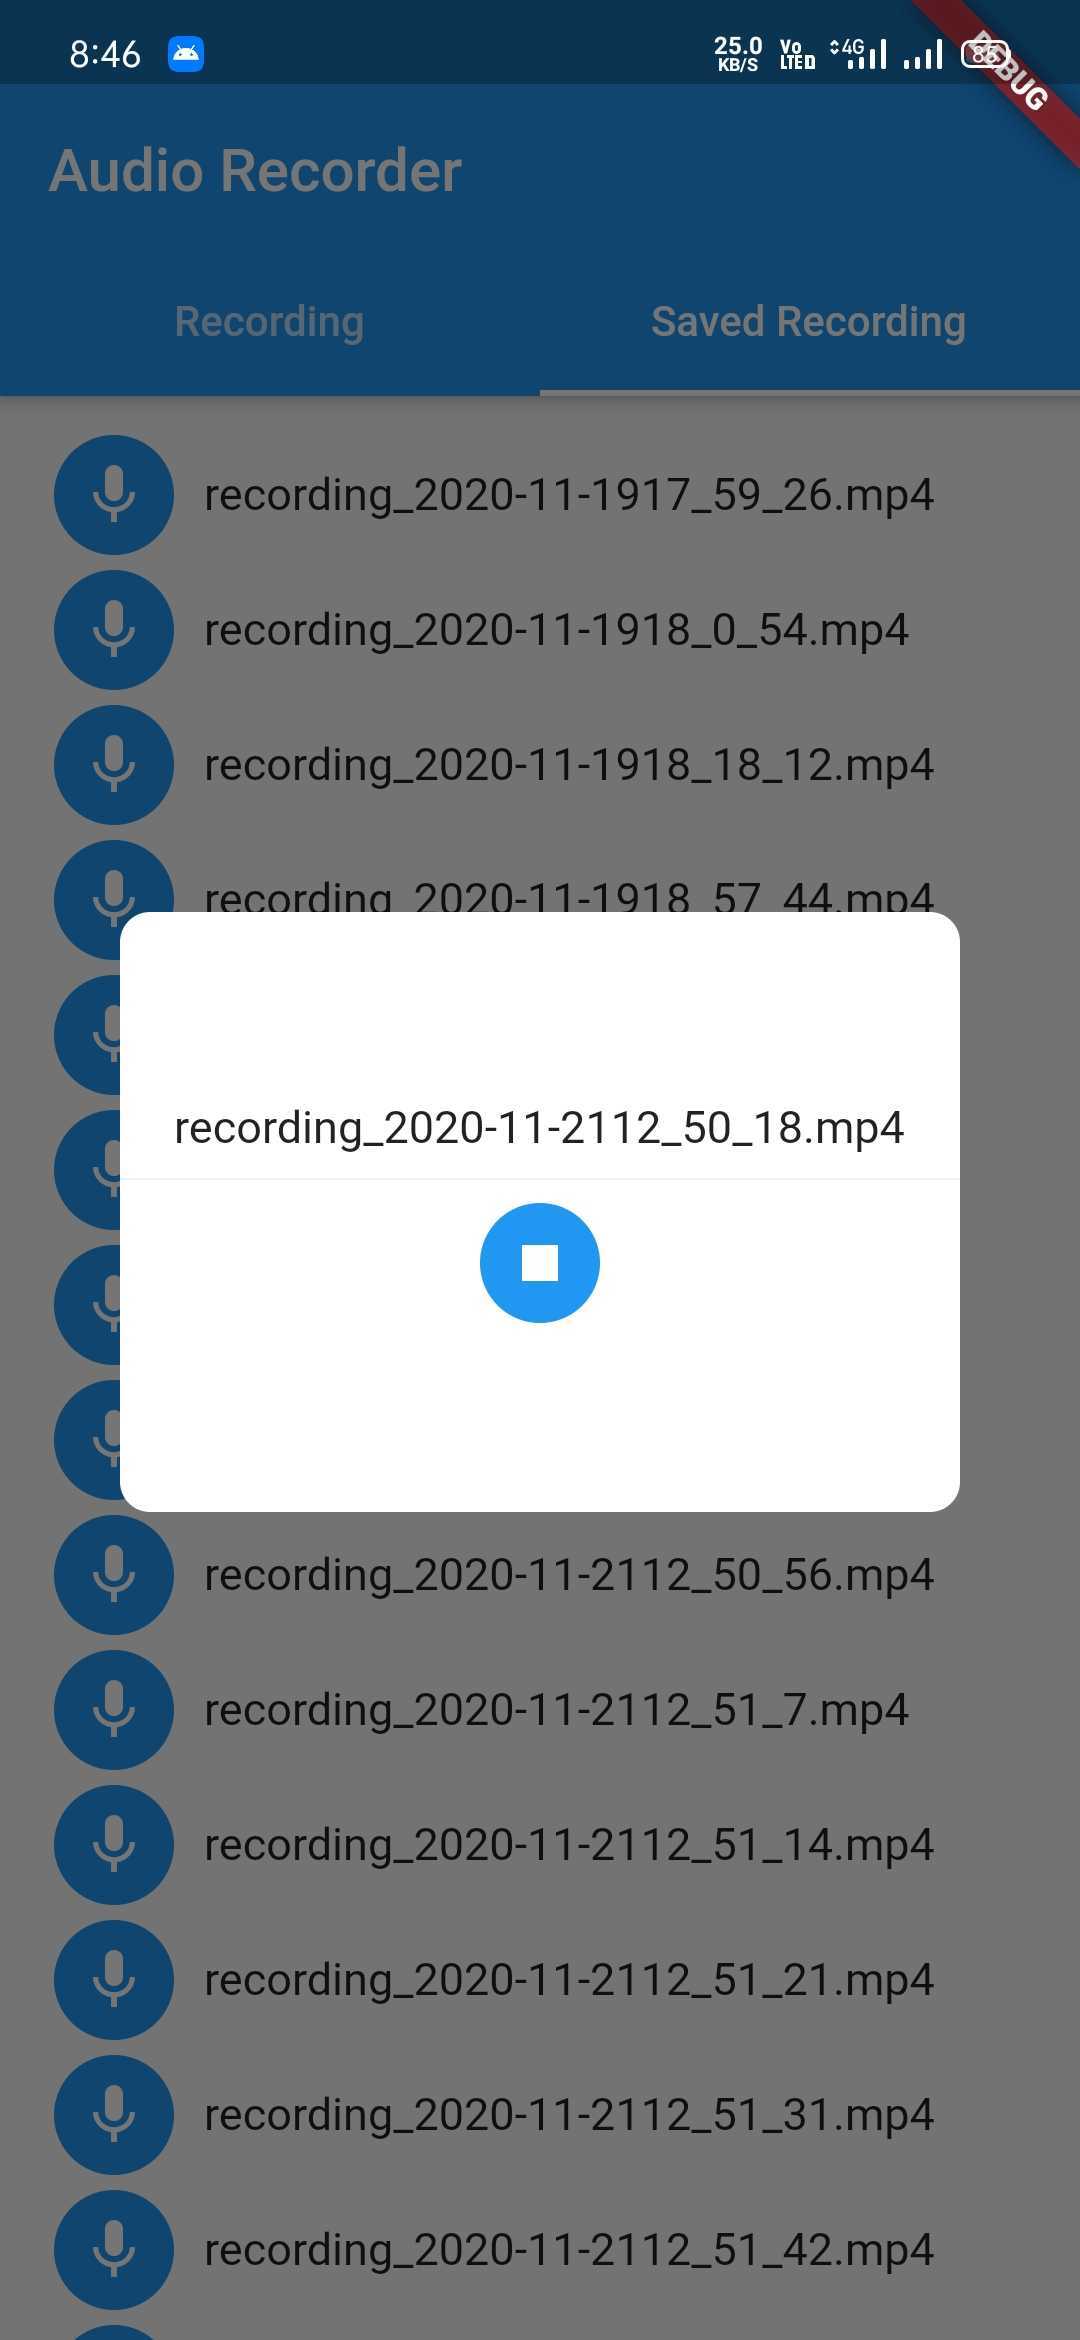 8:46
25.0
KB/S
Vo
LTE D
4G
DEBUG
Audio Recorder
Recording
Saved Recording
recording_2020-11-1917_59_26.mp4
recording_2020-11-1918_0_54.mp4
recording_2020-11-1918_18_12.mp4
recording_2020-11-1918_57_44.mp4
recording_2020-11-2112_50_18.mp4
recording_2020-11-2112_50_56.mp4
recording_2020-11-2112_51_7.mp4
recording_2020-11-2112_51_14.mp4
recording_2020-11-2112_51_21.mp4
recording_2020-11-2112_51_31.mp4
recording_2020-11-2112_51_42.mp4